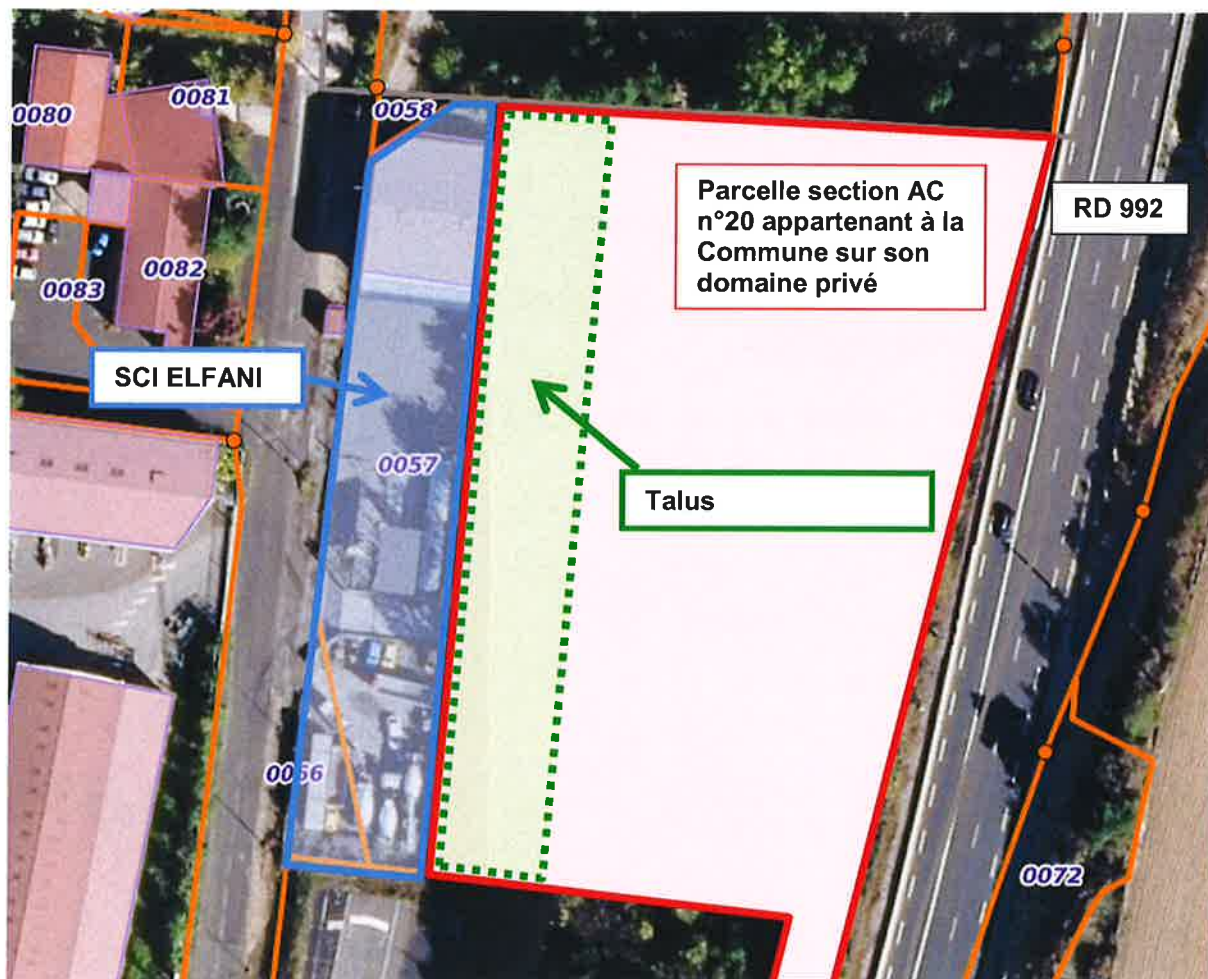 0081
0080
0058
Parcelle section AC
n°20 appartenant à la
Commune sur son
domaine privé
RD 992
0082
0083
SCI ELFANI
0057
Talus
0072